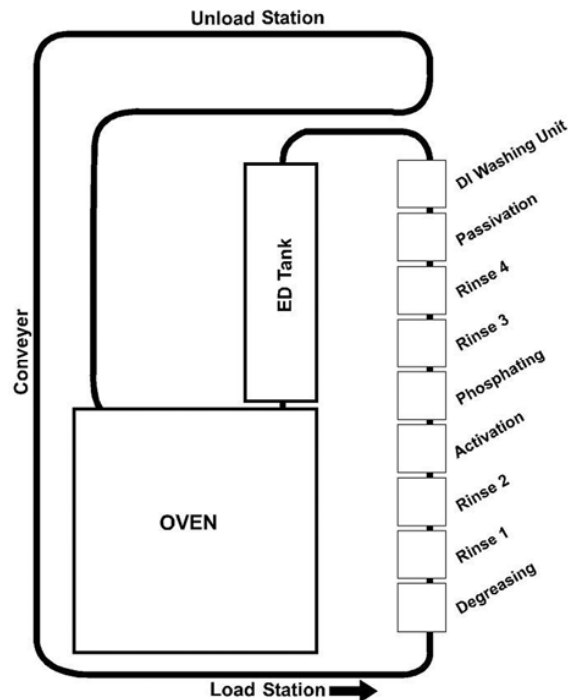 Unload Station
DI Washing Unit
Passivation
Rinse 4
ED Tank
Rinse 3
Conveyer
Phosphating
Activation
Rinse 2
OVEN
Rinse 1
Degreasing
Load Station